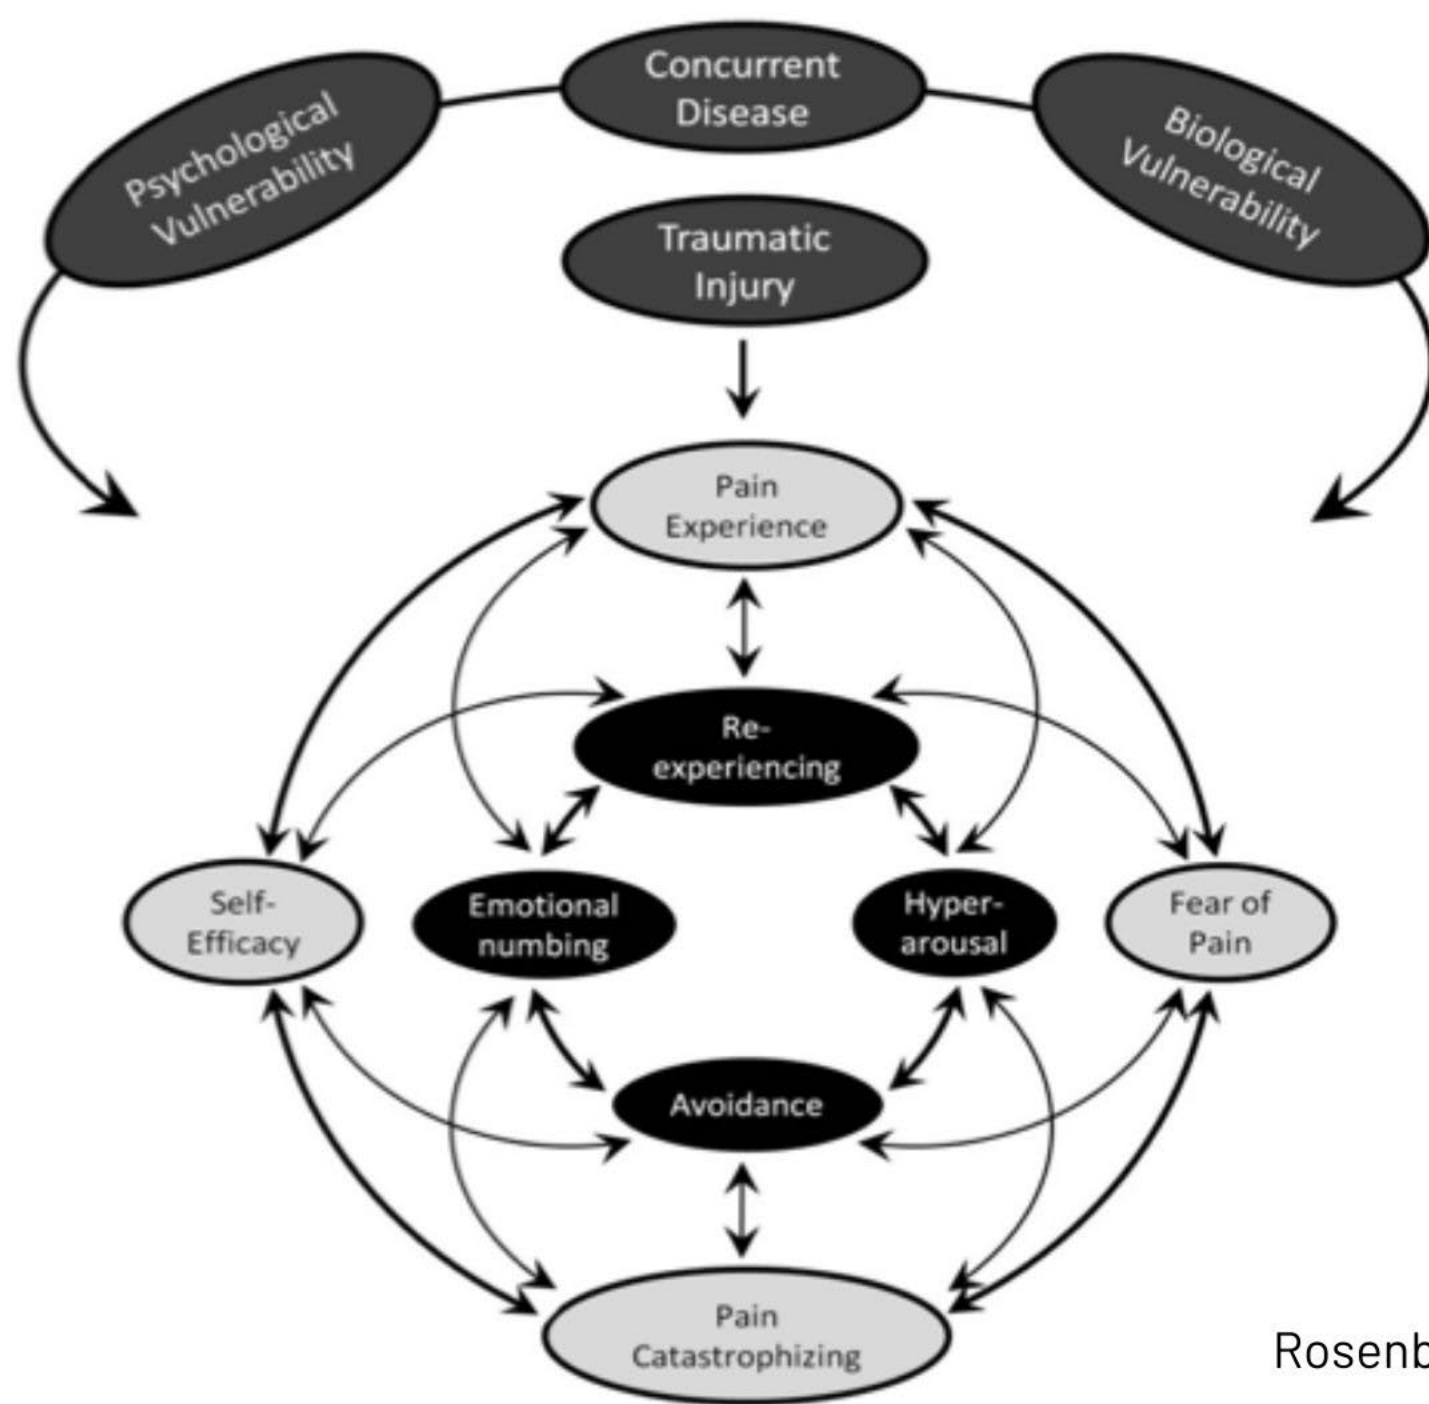 Concurrent
Disease
Psychological
Vulnerability
Biological
Vulnerability
Traumatic
Injury
Pain
Experience
Re-
experiencing
Self-
Efficacy
Emotional
numbing
Hyper-
arousal
Fear of
Pain
Avoidance
Pain
Catastrophizing
Rosenb